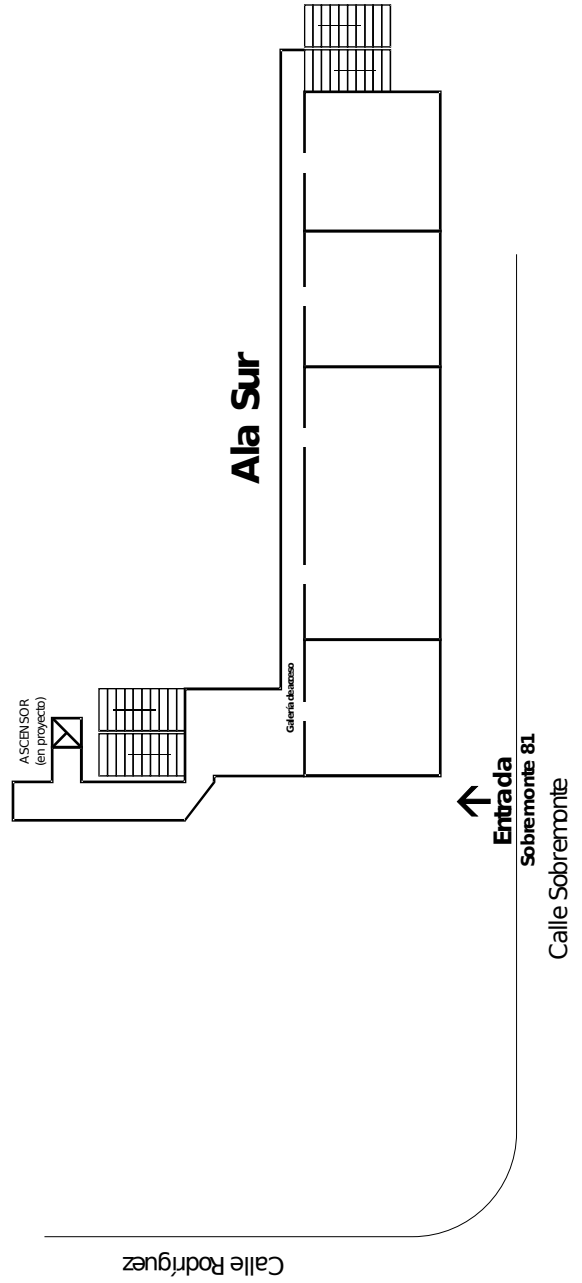 ASCENSOR
(en proyecto)
Ala Sur
Galería de acceso
Entrada
Sobremonte 81
Calle Sobremonte
Calle Rodríguez